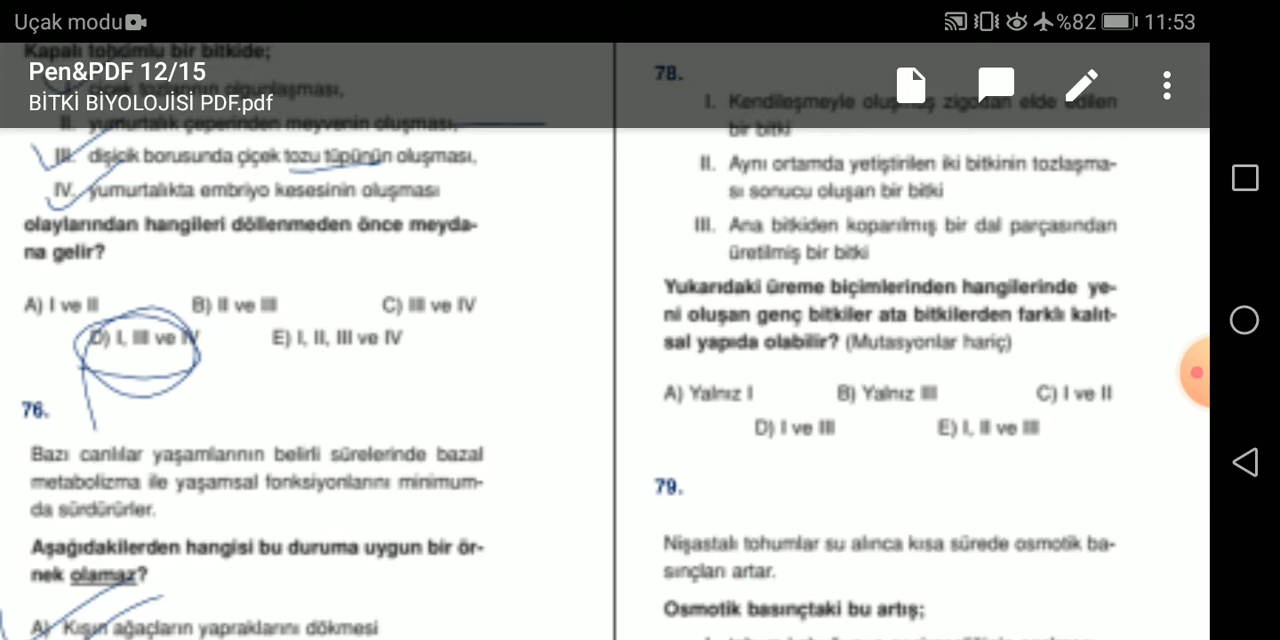 Uçak modu
%82 11:53
Pen&PDF 12/15
BİTKİ BİYOLOJİSİ PDF.pdf
Kapalı tohumlu bir bitkide;
I. çiçek tozlarının olgunlaşması,
II. yumurtalık çeperinden meyvenin oluşması,
III. dişicik borusunda çiçek tozu tüpünün oluşması,
IV. yumurtalıkta embriyo kesesinin oluşması
olaylarından hangileri döllenmeden önce meyda-
na gelir?
A) I ve II B) II ve III C) III ve IV
D) I, III ve IV E) I, II, III ve IV
76.
Bazı canlılar yaşamlarının belirli sürelerinde bazal
metabolizma ile yaşamsal fonksiyonlarını minimum-
da sürdürürler.
Aşağıdakilerden hangisi bu duruma uygun bir ör-
nek olamaz?
A) Kışın ağaçların yapraklarını dökmesi
78.
I. Kendileşmeyle oluşmuş zigottan elde edilen
bir bitki
II. Aynı ortamda yetiştirilen iki bitkinin tozlaşma-
sı sonucu oluşan bir bitki
III. Ana bitkiden koparılmış bir dal parçasından
üretilmiş bir bitki
Yukarıdaki üreme biçimlerinden hangilerinde ye-
ni oluşan genç bitkiler ata bitkilerden farklı kalıt-
sal yapıda olabilir? (Mutasyonlar hariç)
A) Yalnız I B) Yalnız III C) I ve II
D) I ve III E) I, II ve III
79.
Nişastalı tohumlar su alınca kısa sürede osmotik ba-
sınçları artar.
Osmotik basınçtaki bu artış;